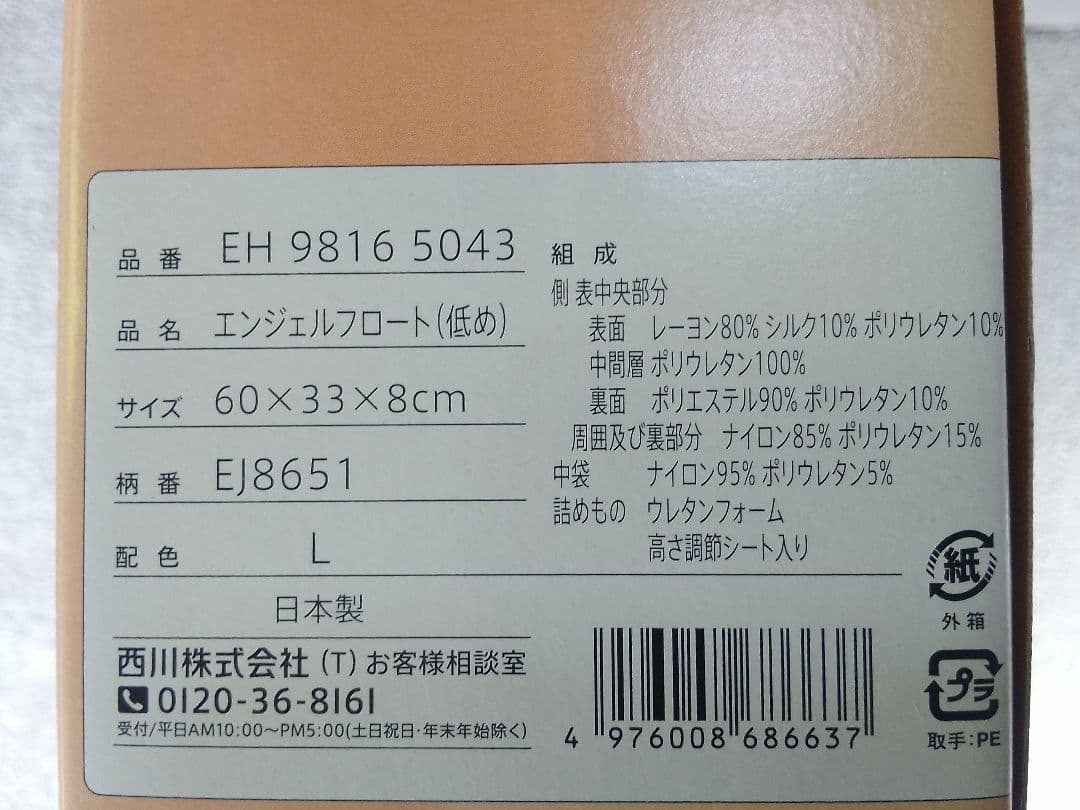 品番 EH 9816 5043
品名 エンジェルフロート(低め)
サイズ 60×33×8cm
柄番 EJ8651
配色 L
日本製
西川株式会社(T)お客様相談室
0120-36-8161
受付/平日AM10:00〜PM5:00(土日祝日・年末年始除く)
組成
側 表中央部分
表面 レーヨン80% シルク10% ポリウレタン10%
中間層 ポリウレタン100%
裏面 ポリエステル90% ポリウレタン10%
周囲及び裏部分 ナイロン85% ポリウレタン15%
中袋 ナイロン95% ポリウレタン5%
詰めもの ウレタンフォーム
高さ調節シート入り
4 976008 686637
紙
外箱
プラ
取手:PE